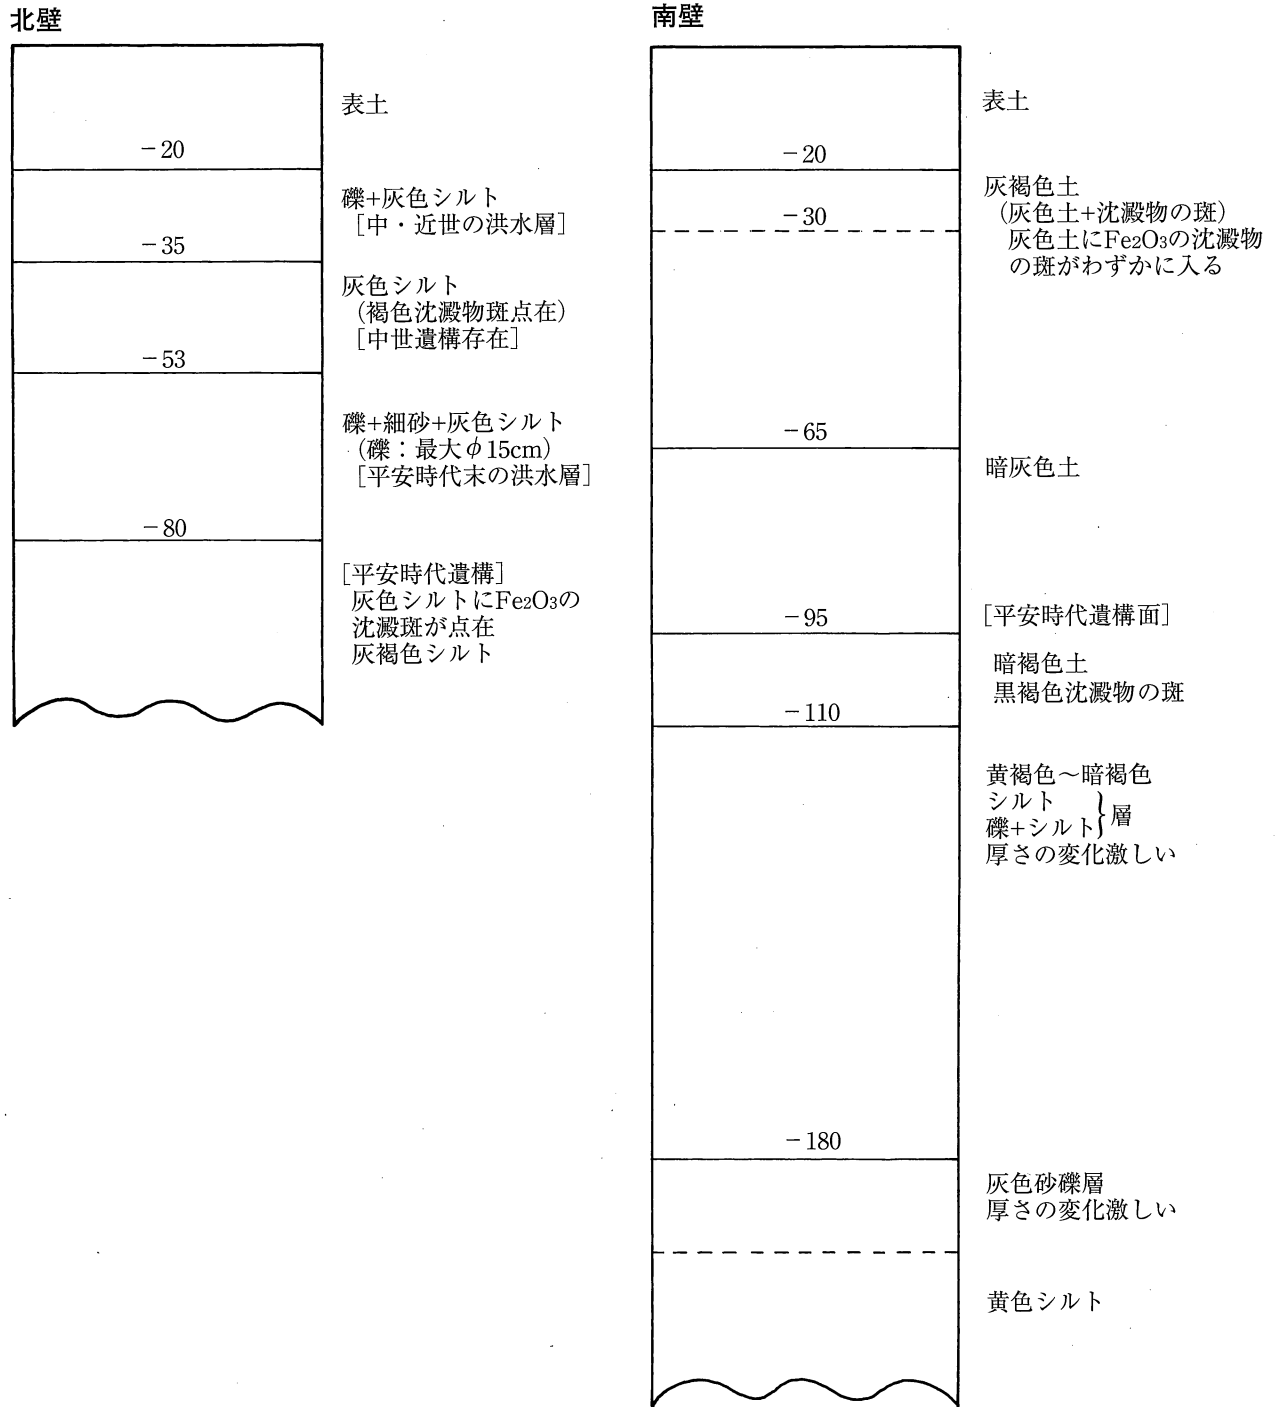 北壁
表土
−20
礫+灰色シルト
［中・近世の洪水層］
−35
灰色シルト
（褐色沈澱物斑点在）
［中世遺構存在］
−53
礫+細砂+灰色シルト
（礫：最大φ15cm）
［平安時代末の洪水層］
−80
［平安時代遺構］
灰色シルトにFe2O3の
沈澱斑が点在
灰褐色シルト
南壁
表土
−20
灰褐色土
（灰色土+沈澱物の斑）
灰色土にFe2O3の沈澱物
の斑がわずかに入る
−30
−65
暗灰色土
−95
［平安時代遺構面］
暗褐色土
黒褐色沈澱物の斑
−110
黄褐色～暗褐色
シルト
礫+シルト}層
厚さの変化激しい
−180
灰色砂礫層
厚さの変化激しい
黄色シルト